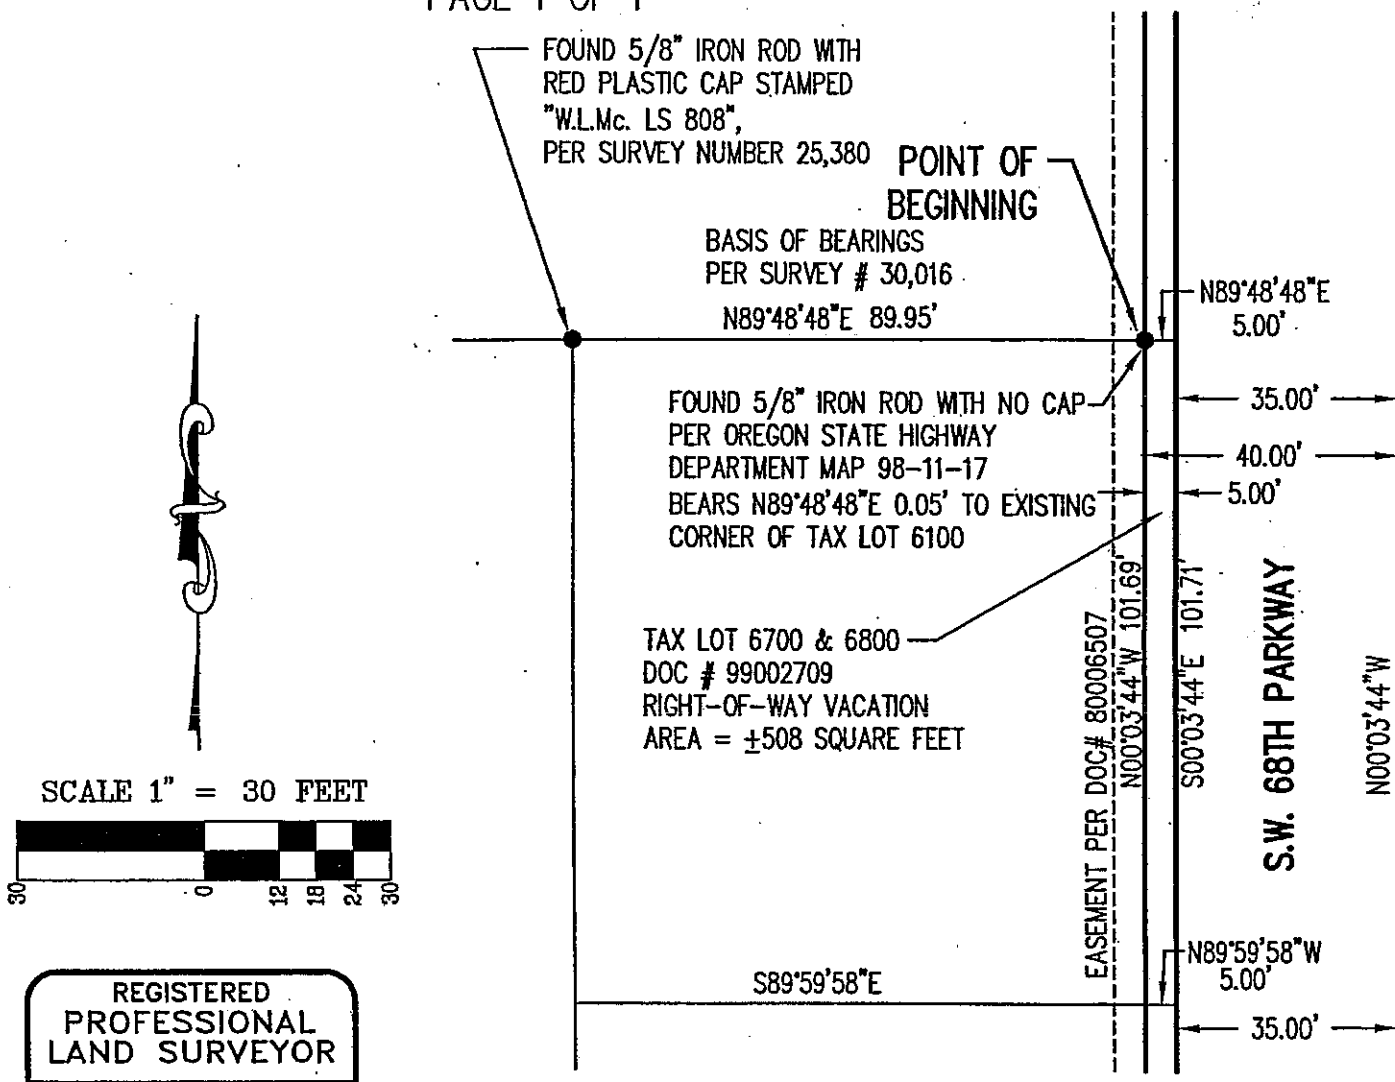 PAGE 1 OF 1
FOUND 5/8" IRON ROD WITH
RED PLASTIC CAP STAMPED
"W.L.Mc. LS 808",
PER SURVEY NUMBER 25,380
POINT OF
BEGINNING
BASIS OF BEARINGS
PER SURVEY # 30,016
N89°48'48"E 89.95'
N89°48'48"E
5.00'
FOUND 5/8" IRON ROD WITH NO CAP
PER OREGON STATE HIGHWAY
DEPARTMENT MAP 98-11-17
BEARS N89°48'48"E 0.05' TO EXISTING
CORNER OF TAX LOT 6100
35.00'
40.00'
5.00'
TAX LOT 6700 & 6800
DOC # 99002709
RIGHT-OF-WAY VACATION
AREA = ±508 SQUARE FEET
EASEMENT PER DOC# 80006507
N00°03'44"W 101.69'
S00°03'44"E 101.71'
S.W. 68TH PARKWAY
N00°03'44"W
SCALE 1" = 30 FEET
30 0 12 18 24 30
S89°59'58"E
N89°59'58"W
5.00'
35.00'
REGISTERED
PROFESSIONAL
LAND SURVEYOR